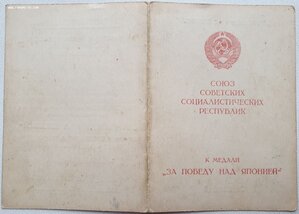 СОЮЗ
СОВЕТСКИХ
СОЦИАЛИСТИЧЕСКИХ
РЕСПУБЛИК
К МЕДАЛИ
„ЗА ПОБЕДУ НАД ЯПОНИЕЙ“